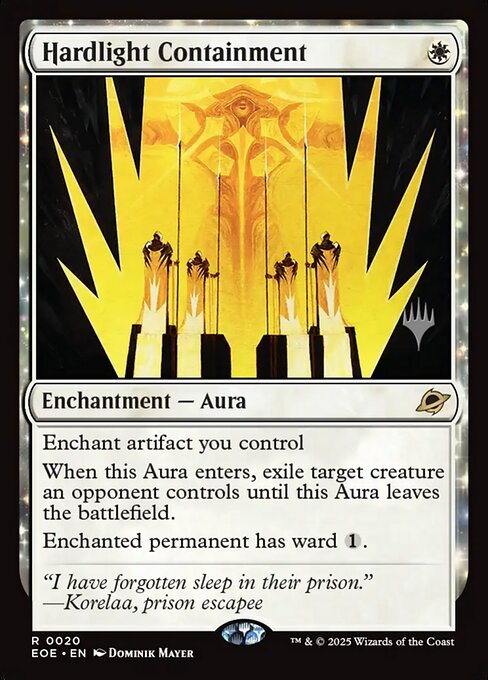 Hardlight Containment
Enchantment — Aura
Enchant artifact you control
When this Aura enters, exile target creature
an opponent controls until this Aura leaves
the battlefield.
Enchanted permanent has ward 1.
“I have forgotten sleep in their prison.”
—Korelaa, prison escapee
R 0020
EOE • EN DOMINIK MAYER
™ & © 2025 Wizards of the Coast